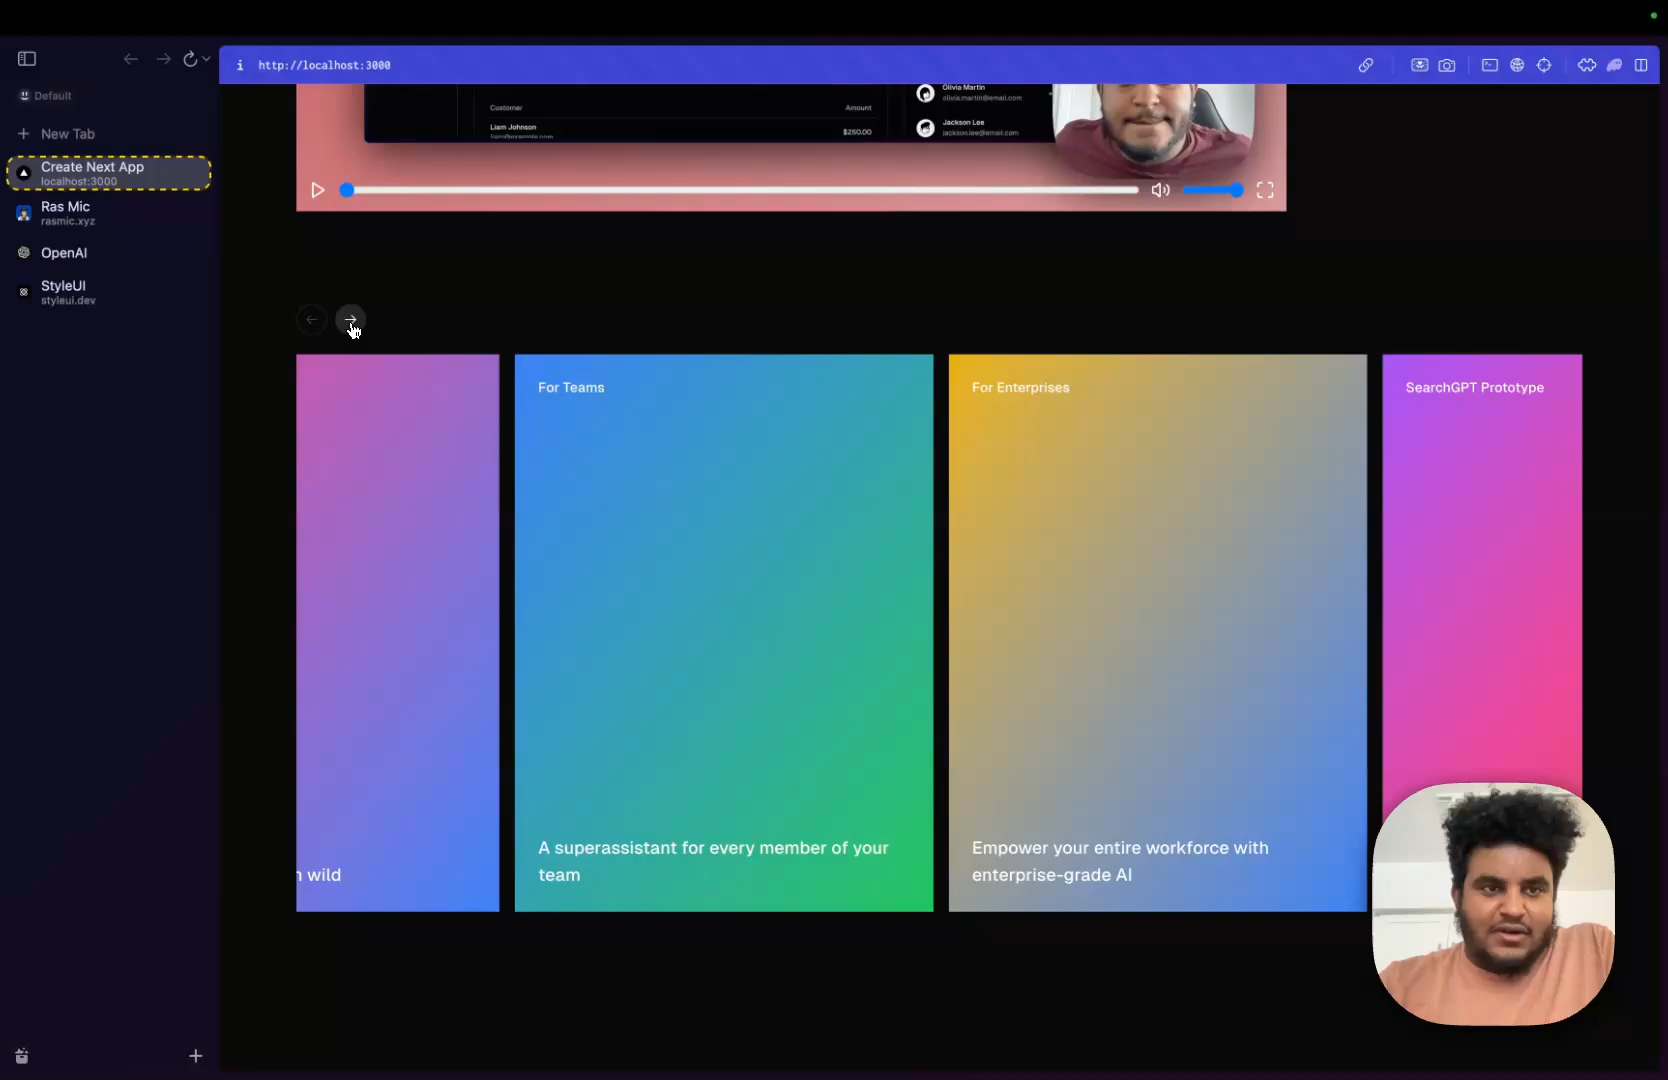 http://localhost:3000
Default
New Tab
Create Next App
localhost:3000
Ras Mic
rasmic.xyz
OpenAI
StyleUI
styleui.dev
Customer
Amount
Liam Johnson
$250.00
Olivia Martin
olivia.martin@email.com
Jackson Lee
jackson.lee@email.com
n wild
For Teams
A superassistant for every member of your
team
For Enterprises
Empower your entire workforce with
enterprise-grade AI
SearchGPT Prototype